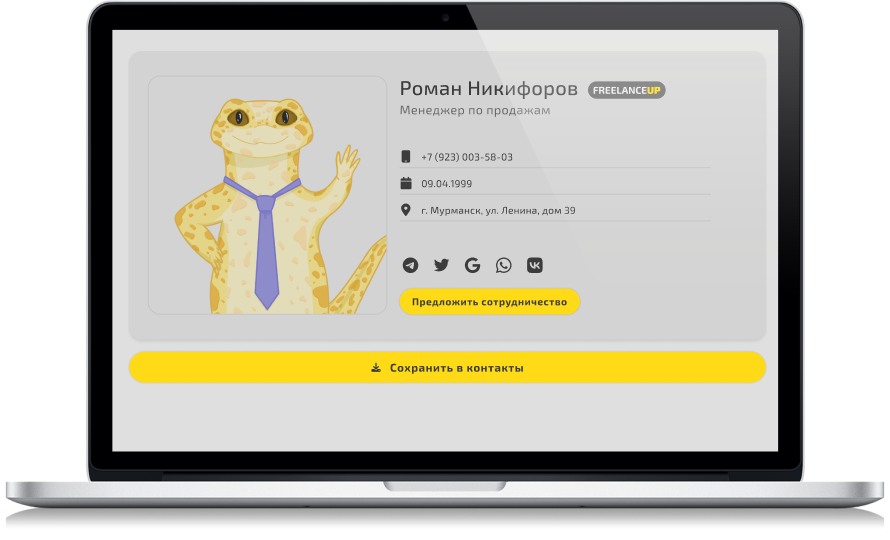 Роман Никифоров FREELANCEUP
Менеджер по продажам
+7 (923) 003-58-03
09.04.1999
г. Мурманск, ул. Ленина, дом 39
Предложить сотрудничество
Сохранить в контакты